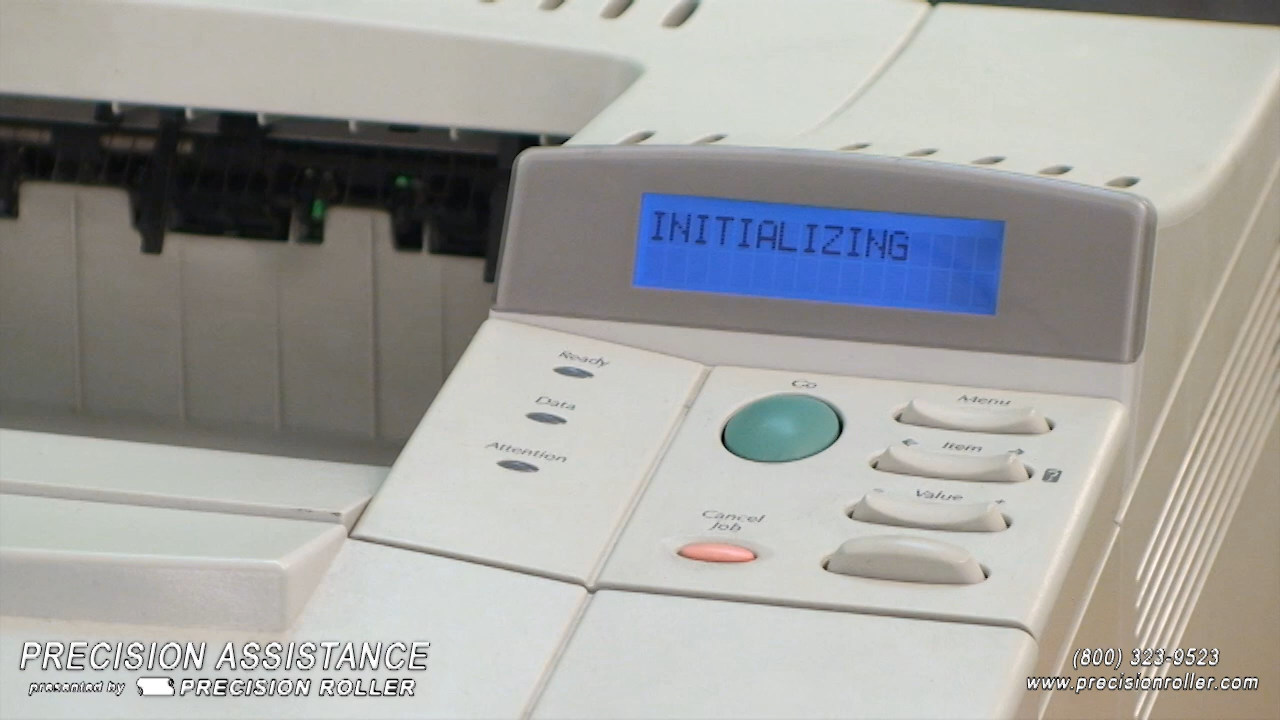 INITIALIZING
Ready
Data
Attention
Go
Menu
Item
?
- Value +
Cancel
Job
PRECISION ASSISTANCE
presented by PRECISION ROLLER
(800) 323-9523
www.precisionroller.com